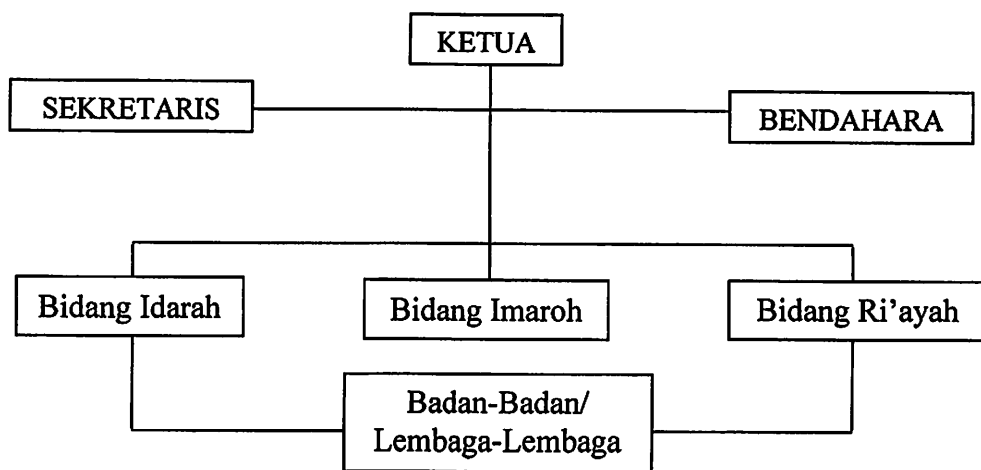 KETUA
SEKRETARIS
BENDAHARA
Bidang Idarah
Bidang Imaroh
Bidang Ri’ayah
Badan-Badan/
Lembaga-Lembaga